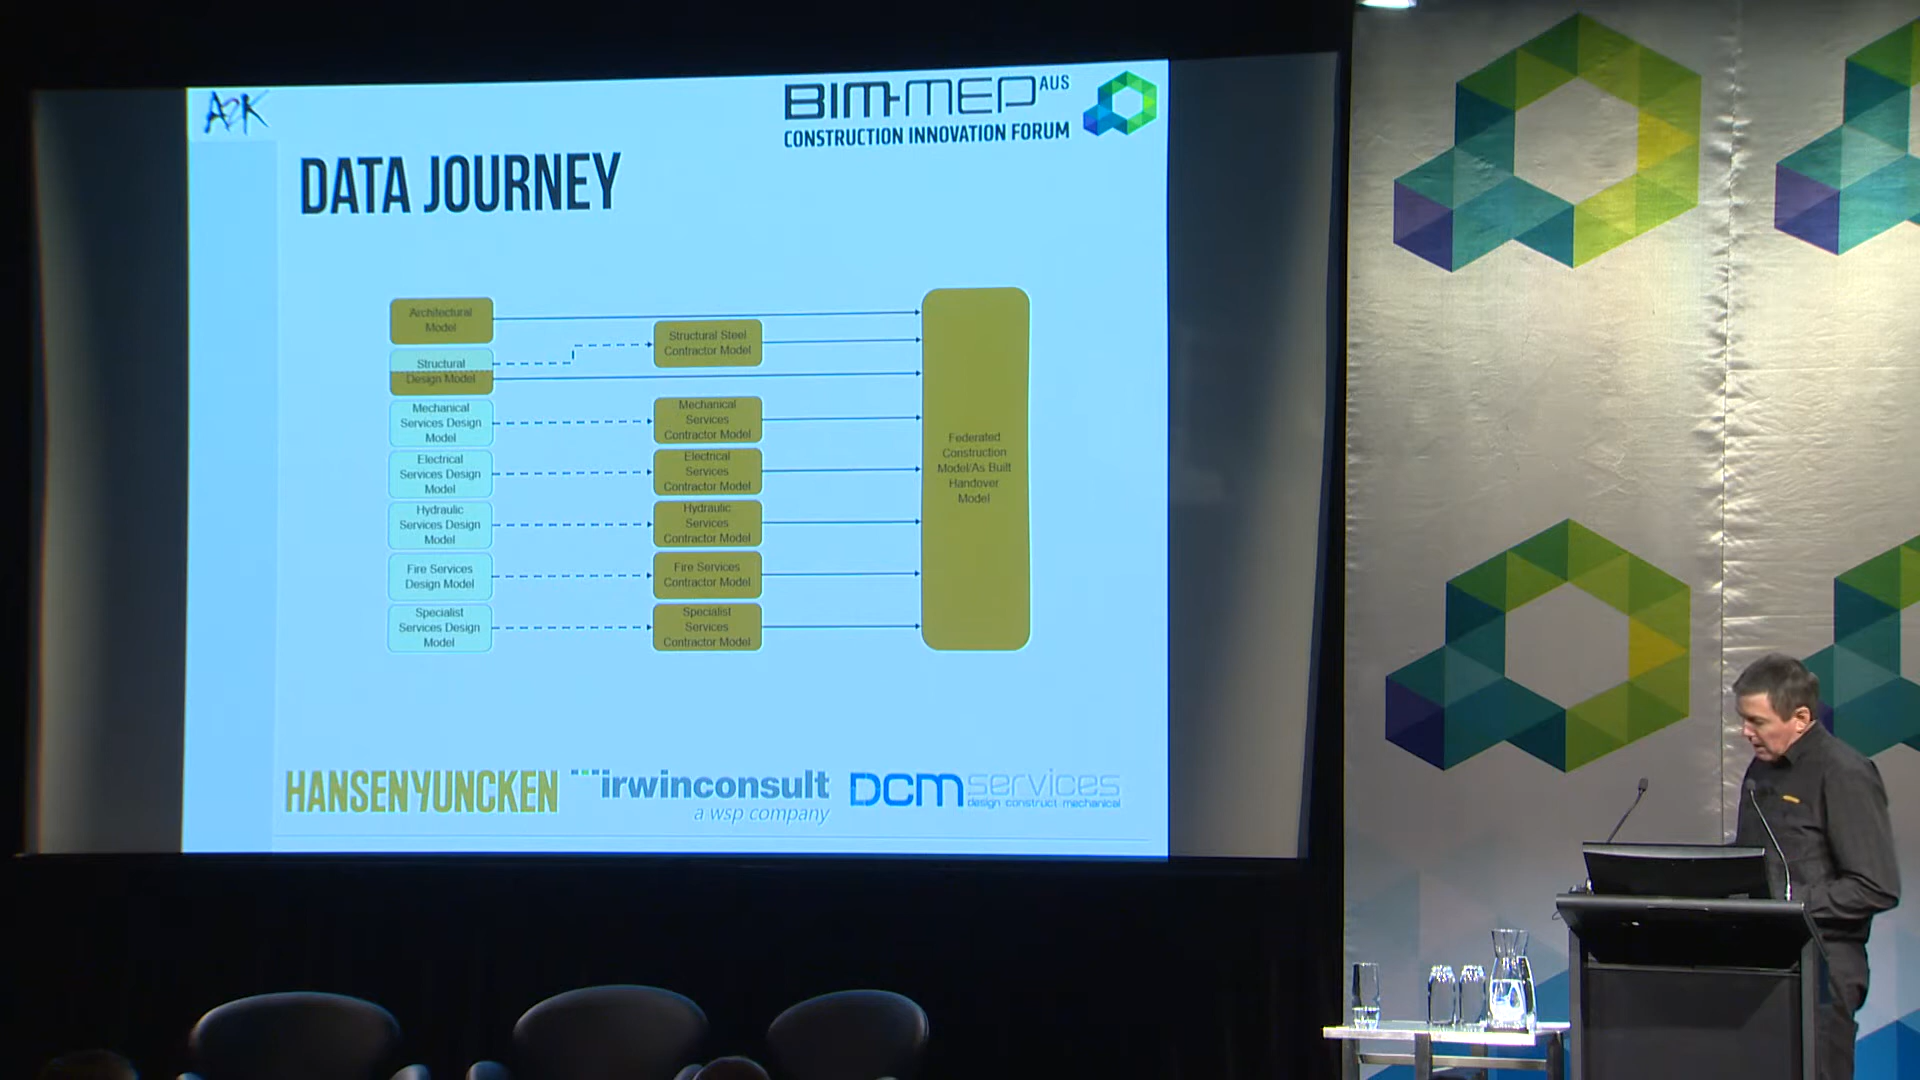 A2K
BIM-MEP AUS
CONSTRUCTION INNOVATION FORUM
DATA JOURNEY
Architectural
Model
Structural
Design Model
Mechanical
Services Design
Model
Electrical
Services Design
Model
Hydraulic
Services Design
Model
Fire Services
Design Model
Specialist
Services Design
Model
Structural Steel
Contractor Model
Mechanical
Services
Contractor Model
Electrical
Services
Contractor Model
Hydraulic
Services
Contractor Model
Fire Services
Contractor Model
Specialist
Services
Contractor Model
Federated
Construction
Model/As Built
Handover
Model
HANSEN YUNCKEN
irwinconsult
a wsp company
DCM services
design construct mechanical